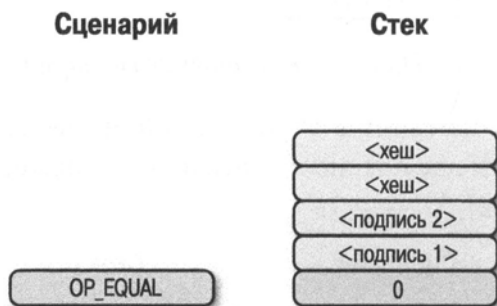 Сценарий
Стек
<хеш>
<хеш>
<подпись 2>
<подпись 1>
OP_EQUAL
0